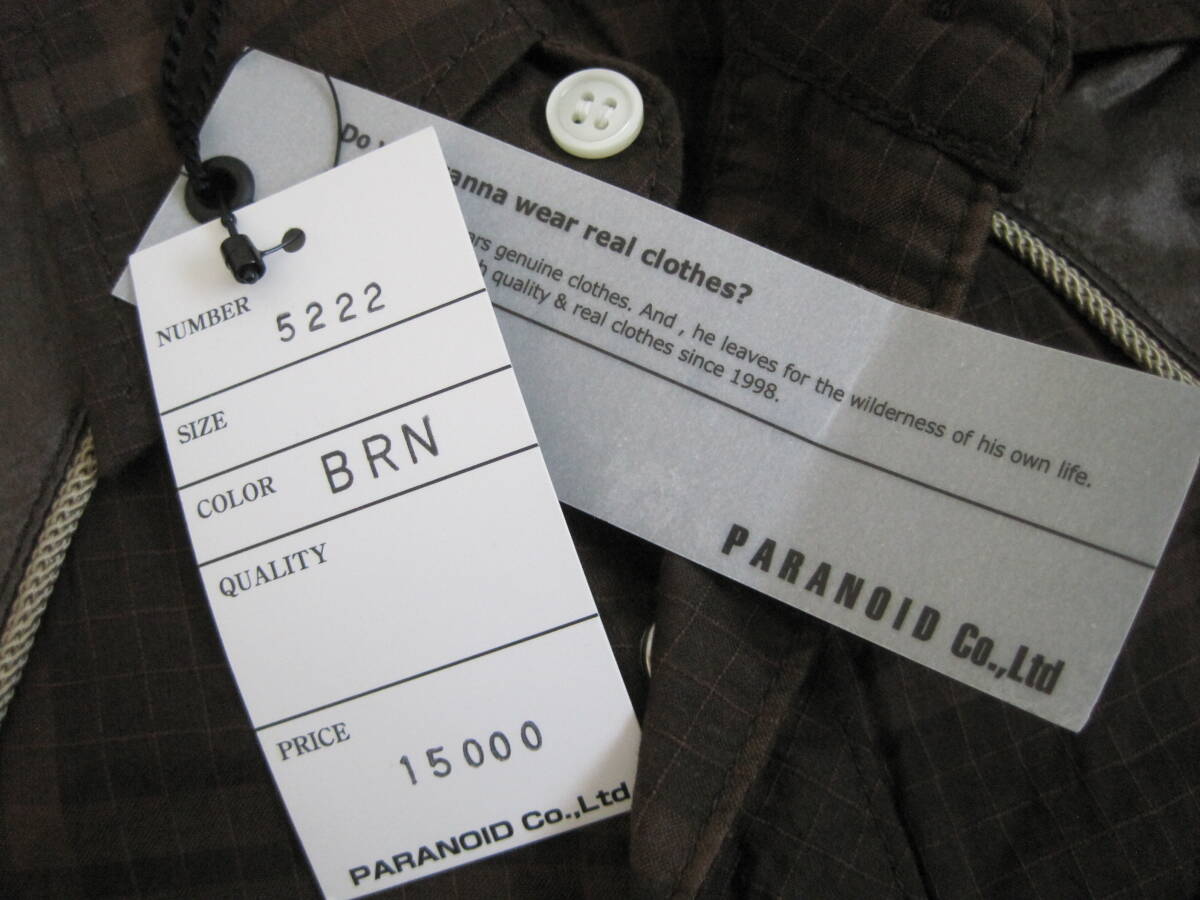 NUMBER 5222
SIZE
COLOR BRN
QUALITY
PRICE 15000
PARANOID Co.,Ltd
Do wear real clothes?
genuine clothes. And , he leaves for the wilderness of his own life.
quality & real clothes since 1998.
PARANOID Co.,Ltd